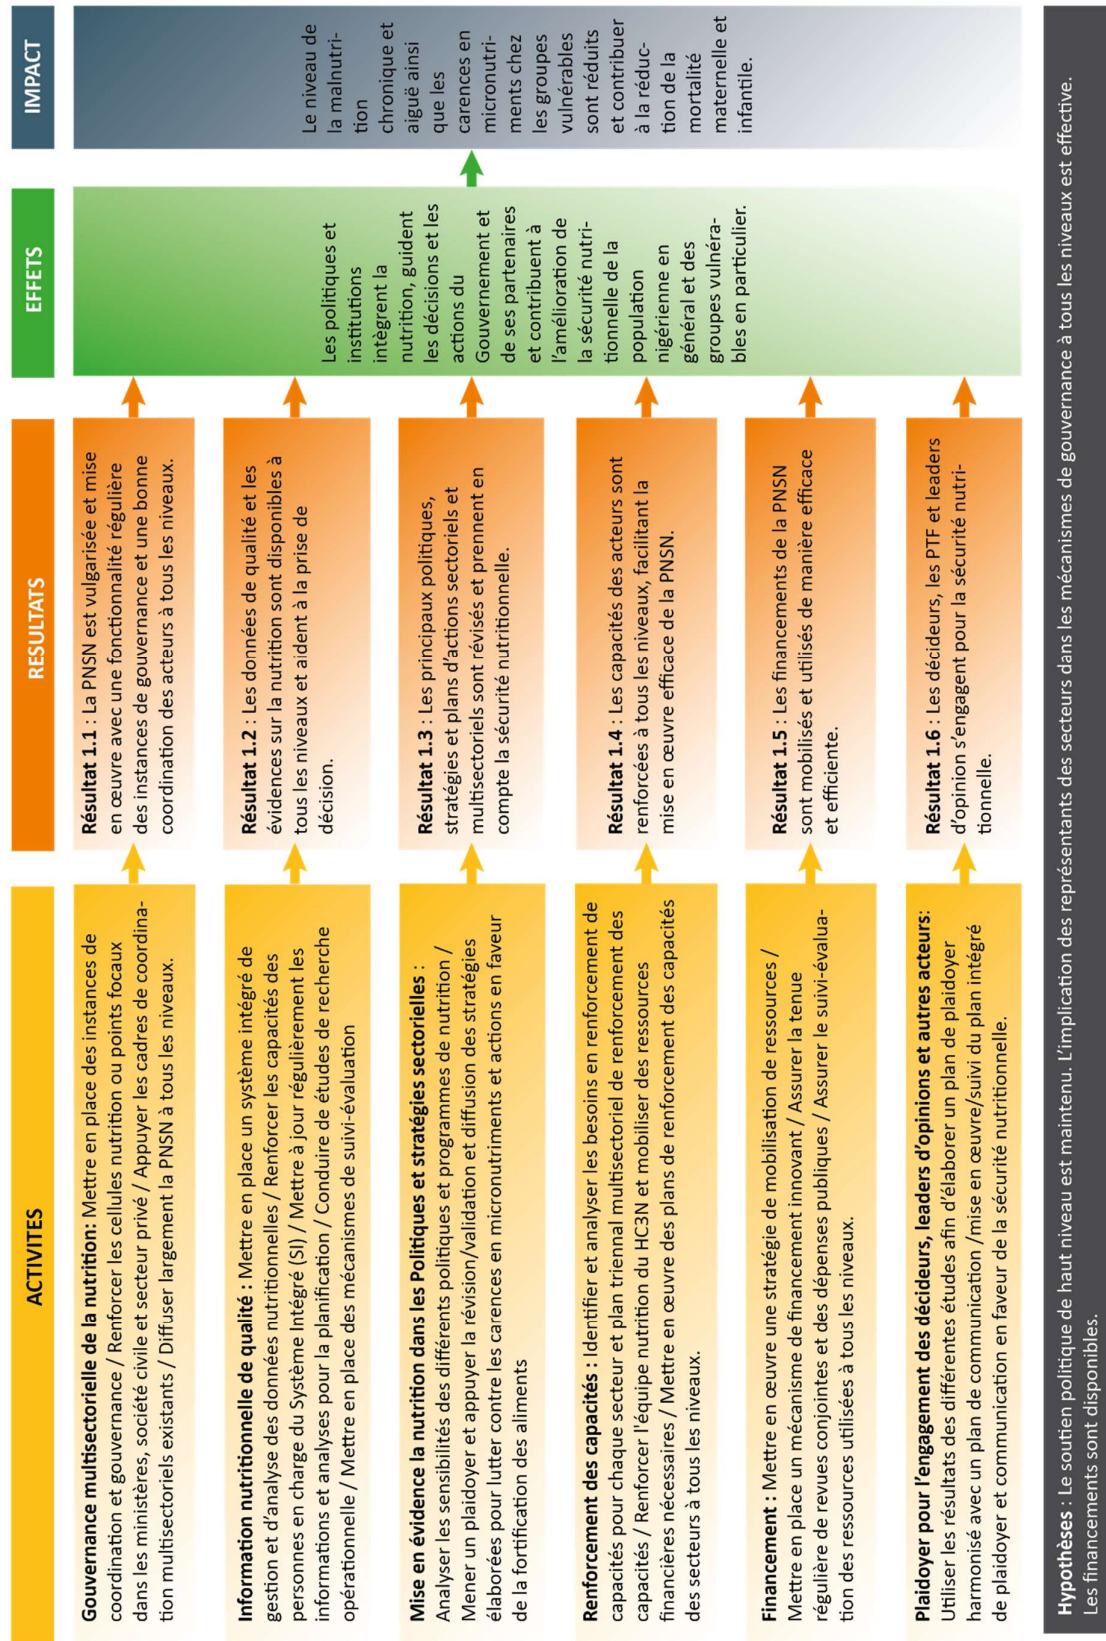 ACTIVITES
RESULTATS
EFFETS
IMPACT
Gouvernance multisectorielle de la nutrition: Mettre en place des instances de
coordination et gouvernance / Renforcer les cellules nutrition ou points focaux
dans les ministères, société civile et secteur privé / Appuyer les cadres de coordina-
tion multisectoriels existants / Diffuser largement la PNSN à tous les niveaux.
Résultat 1.1 : La PNSN est vulgarisée et mise
en œuvre avec une fonctionnalité régulière
des instances de gouvernance et une bonne
coordination des acteurs à tous les niveaux.
Information nutritionnelle de qualité : Mettre en place un système intégré de
gestion et d'analyse des données nutritionnelles / Renforcer les capacités des
personnes en charge du Système Intégré (SI) / Mettre à jour régulièrement les
informations et analyses pour la planification / Conduire de études de recherche
opérationnelle / Mettre en place des mécanismes de suivi-évaluation
Résultat 1.2 : Les données de qualité et les
évidences sur la nutrition sont disponibles à
tous les niveaux et aident à la prise de
décision.
Mise en évidence la nutrition dans les Politiques et stratégies sectorielles :
Analyser les sensibilités des différents politiques et programmes de nutrition /
Mener un plaidoyer et appuyer la révision/validation et diffusion des stratégies
élaborées pour lutter contre les carences en micronutriments et actions en faveur
de la fortification des aliments
Résultat 1.3 : Les principaux politiques,
stratégies et plans d'actions sectoriels et
multisectoriels sont révisés et prennent en
compte la sécurité nutritionnelle.
Renforcement des capacités : Identifier et analyser les besoins en renforcement de
capacités pour chaque secteur et plan triennal multisectoriel de renforcement des
capacités / Renforcer l'équipe nutrition du HC3N et mobiliser des ressources
financières nécessaires / Mettre en œuvre des plans de renforcement des capacités
des secteurs à tous les niveaux.
Résultat 1.4 : Les capacités des acteurs sont
renforcées à tous les niveaux, facilitant la
mise en œuvre efficace de la PNSN.
Financement : Mettre en œuvre une stratégie de mobilisation de ressources /
Mettre en place un mécanisme de financement innovant / Assurer la tenue
régulière de revues conjointes et des dépenses publiques / Assurer le suivi-évalua-
tion des ressources utilisées à tous les niveaux.
Résultat 1.5 : Les financements de la PNSN
sont mobilisés et utilisés de manière efficace
et efficiente.
Plaidoyer pour l'engagement des décideurs, leaders d'opinions et autres acteurs:
Utiliser les résultats des différentes études afin d'élaborer un plan de plaidoyer
harmonisé avec un plan de communication /mise en œuvre/suivi du plan intégré
de plaidoyer et communication en faveur de la sécurité nutritionnelle.
Résultat 1.6 : Les décideurs, les PTF et leaders
d'opinion s'engagent pour la sécurité nutri-
tionnelle.
Les politiques et
institutions
intègrent la
nutrition, guident
les décisions et les
actions du
Gouvernement et
de ses partenaires
et contribuent à
l'amélioration de
la sécurité nutri-
tionnelle de la
population
nigérienne en
général et des
groupes vulnéra-
bles en particulier.
Le niveau de
la malnutri-
tion
chronique et
aiguë ainsi
que les
carences en
micronutri-
ments chez
les groupes
vulnérables
sont réduits
et contribuer
à la réduc-
tion de la
mortalité
maternelle et
infantile.
Hypothèses : Le soutien politique de haut niveau est maintenu. L'implication des représentants des secteurs dans les mécanismes de gouvernance à tous les niveaux est effective.
Les financements sont disponibles.